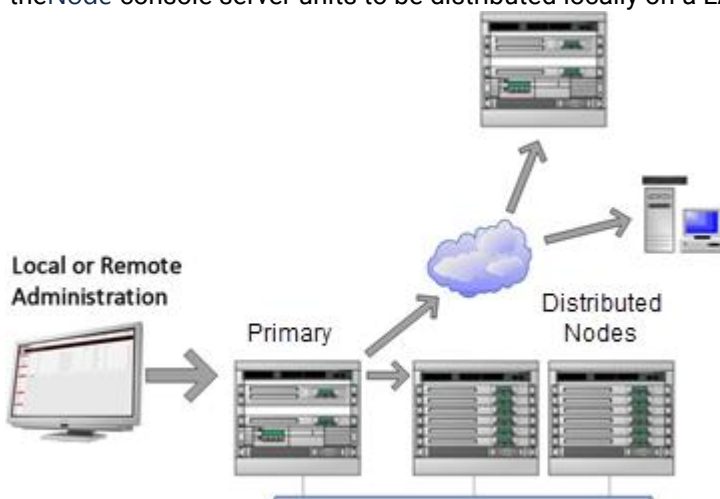 theNode console server units to be distributed locally on a
Local or Remote
Administration
Primary
Distributed
Nodes